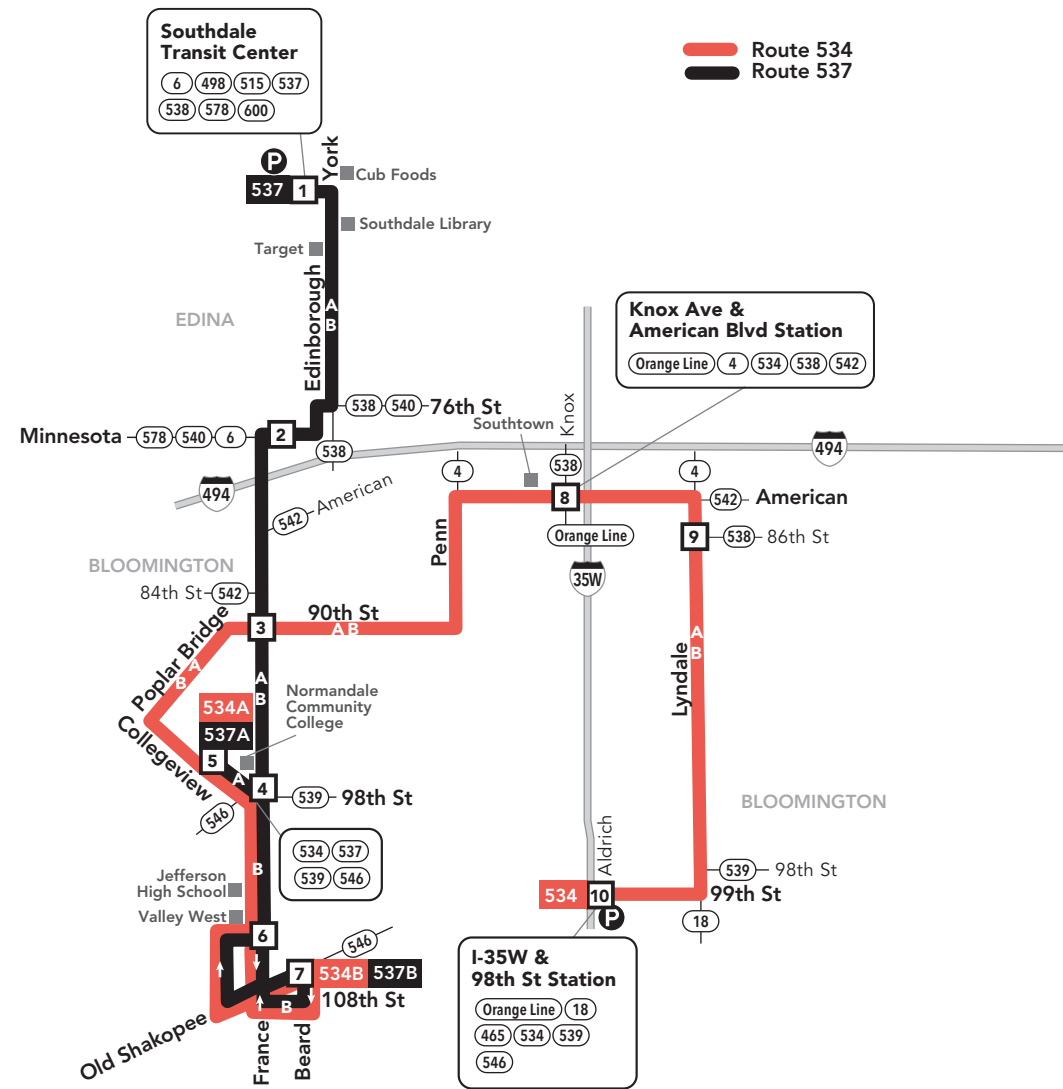 Southdale
Transit Center
6 498 515 537
538 578 600
Route 534
Route 537
P
York
Cub Foods
537 1
Southdale Library
Target
A
B
EDINA
Edinborough
Knox Ave &
American Blvd Station
Orange Line 4 534 538 542
538 540 76th St
Minnesota 578 540 6 2
538
Southtown
Knox
494
494
4
538
4
8
542 American
542 American
Orange Line
9 538 86th St
Penn
BLOOMINGTON
35W
84th St 542
90th St
3
A B
Poplar Bridge
A
B
A
B
Lyndale
A
B
Normandale
Community
College
534A
537A
5
A
Collegeview
4
539 98th St
546
BLOOMINGTON
534 537
539 546
B
Jefferson
High School
Valley West
Aldrich
539 98th St
534 10
99th St
P
18
6
546
7 534B 537B
108th St
B
Old Shakopee
France
Beard
I-35W &
98th St Station
Orange Line 18
465 534 539
546